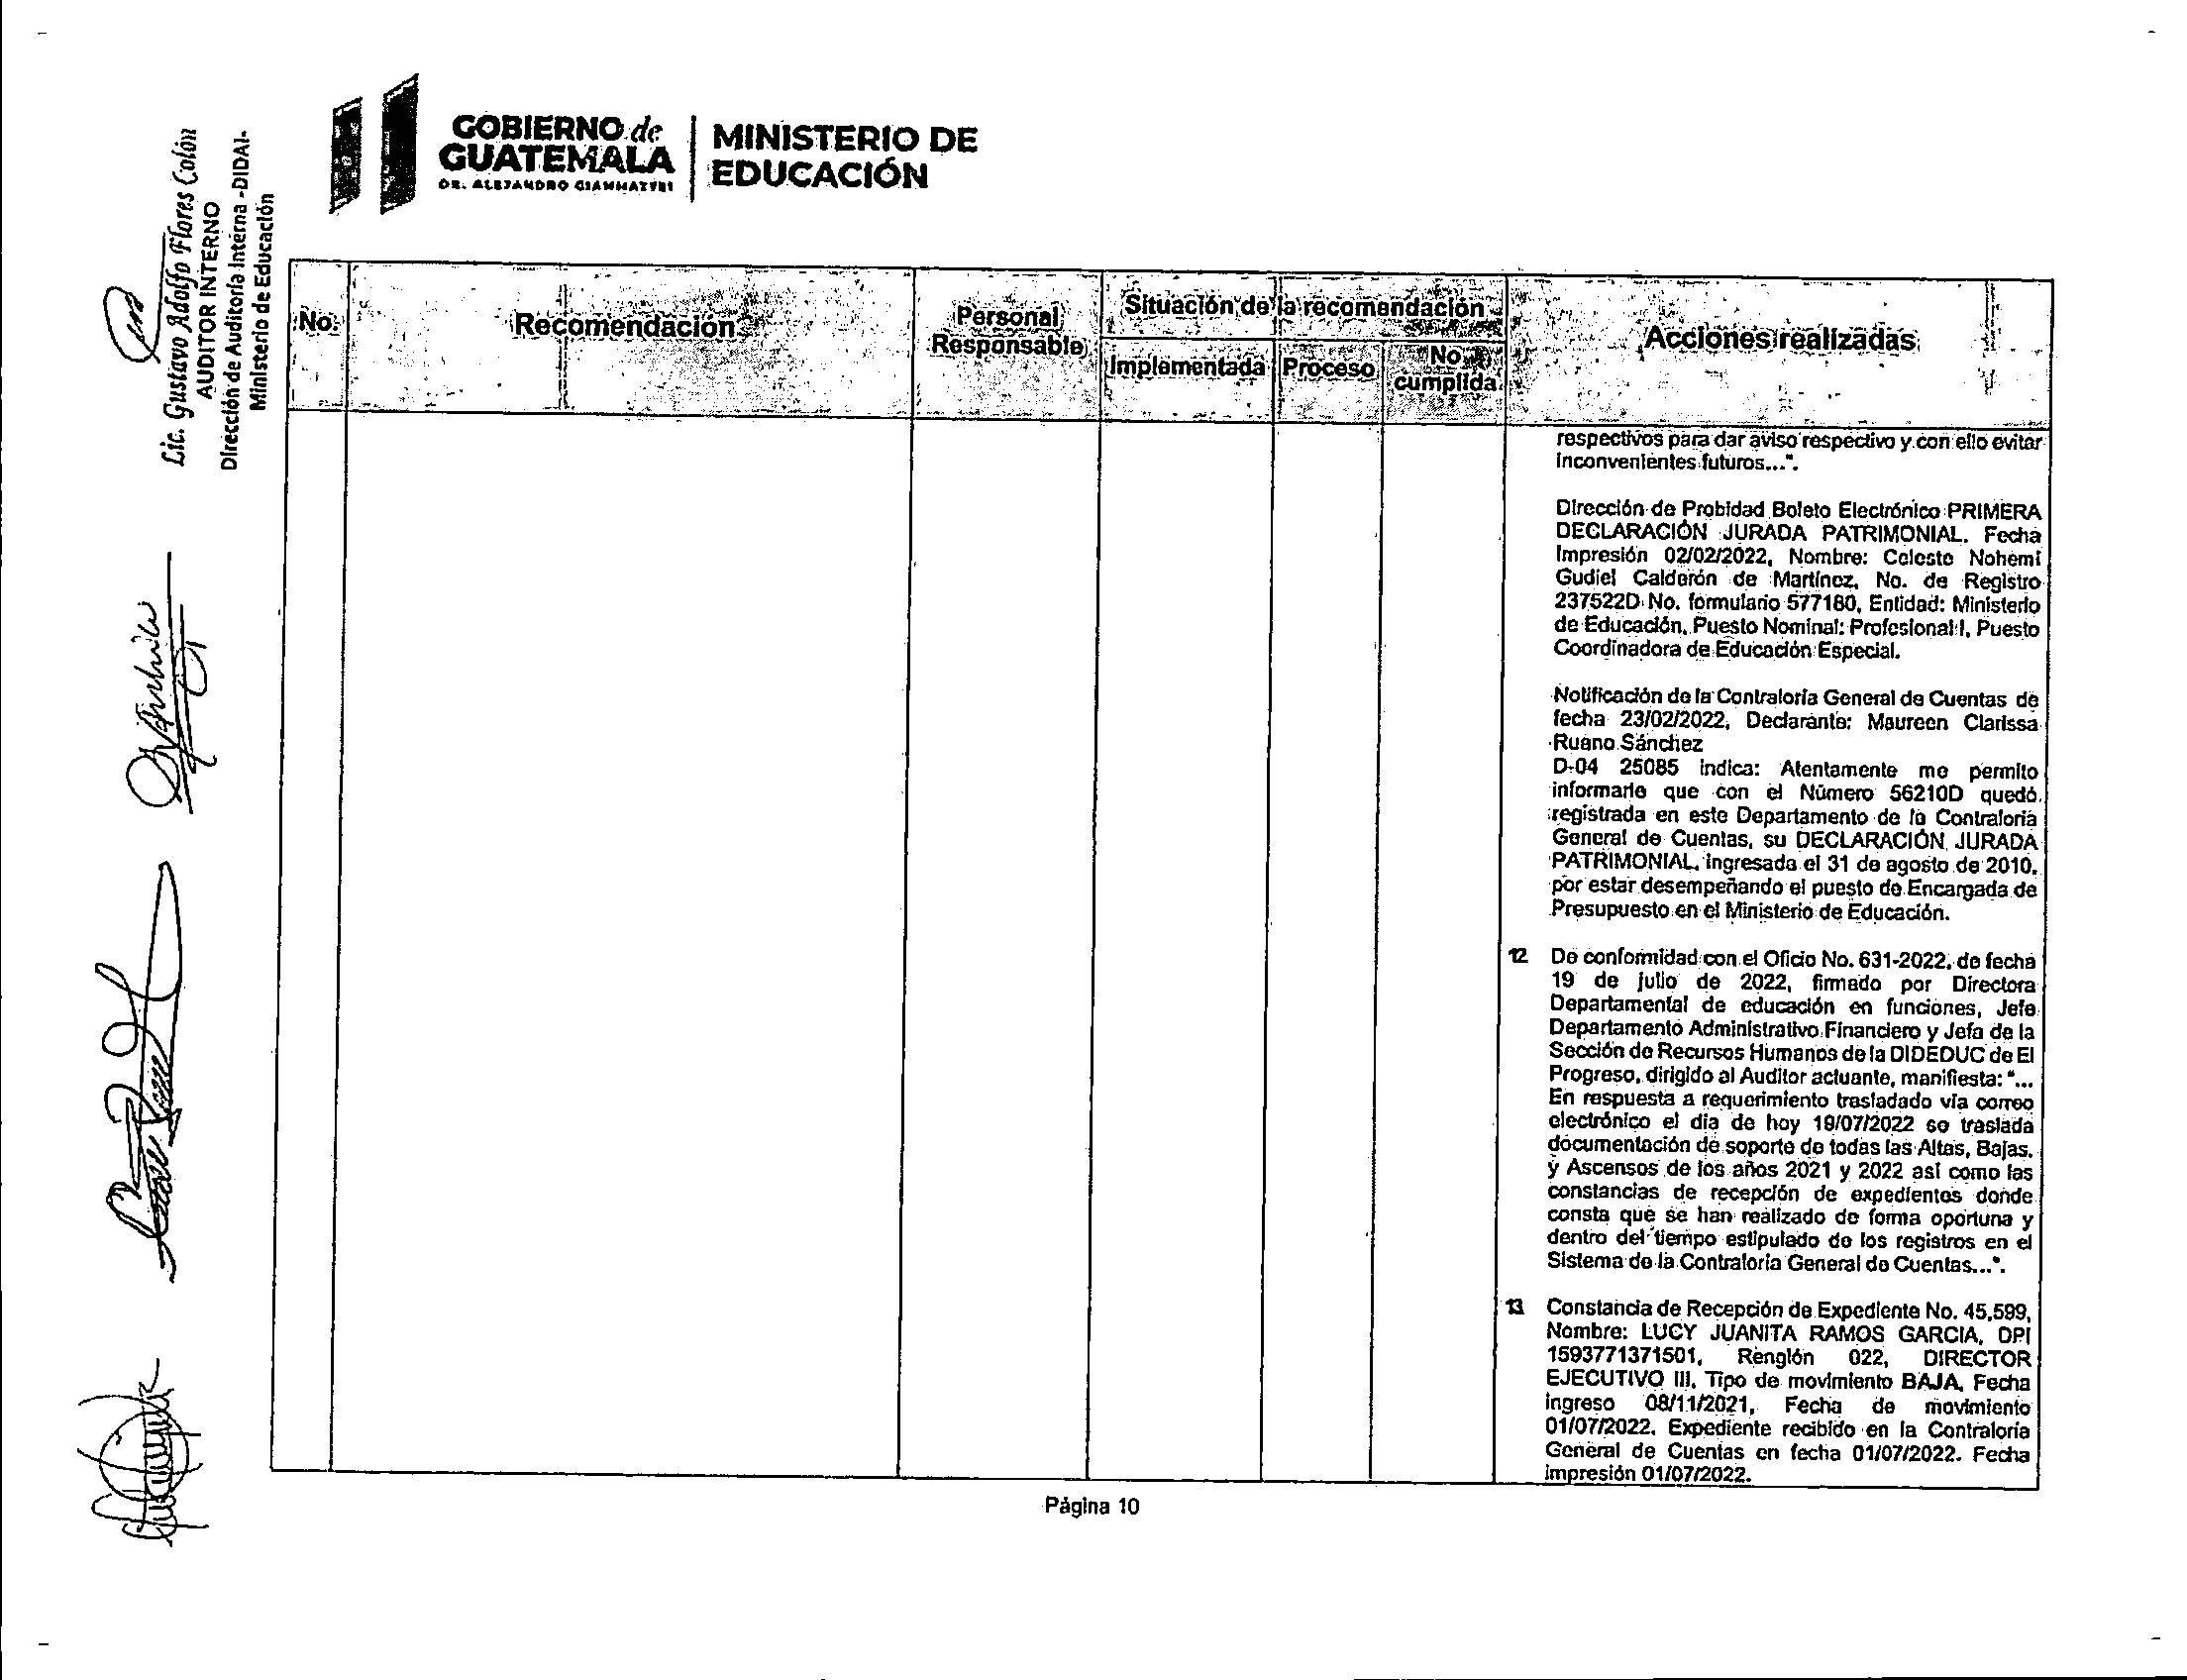 GOBIERNO de
GUATEMALA
DR. ALEJANDRO GIAMMATTEI
MINISTERIO DE
EDUCACIÓN
Lic. Gustavo Adolfo Flores Colón
AUDITOR INTERNO
Dirección de Auditoría Interna -DIDAI-
Ministerio de Educación
No.
Recomendación
Personal
Responsable
Situación de la recomendación
Implementada
Proceso
No
cumplida
Acciones realizadas
respectivos para dar aviso respectivo y con ello evitar
inconvenientes futuros...".
Dirección de Probidad Boleto Electrónico PRIMERA
DECLARACIÓN JURADA PATRIMONIAL. Fecha
Impresión 02/02/2022, Nombre: Celeste Nohemí
Gudiel Calderón de Martínez, No. de Registro
237522D No. formulario 577180, Entidad: Ministerio
de Educación, Puesto Nominal: Profesional I, Puesto
Coordinadora de Educación Especial.
Notificación de la Contraloría General de Cuentas de
fecha 23/02/2022, Declarante: Maureen Clarissa
Ruano Sánchez
D-04 25085 indica: Atentamente me permito
informarle que con el Número 56210D quedó
registrada en este Departamento de la Contraloría
General de Cuentas, su DECLARACIÓN JURADA
PATRIMONIAL, ingresada el 31 de agosto de 2010,
por estar desempeñando el puesto de Encargada de
Presupuesto en el Ministerio de Educación.
12 De conformidad con el Oficio No. 631-2022, de fecha
19 de julio de 2022, firmado por Directora
Departamental de educación en funciones, Jefe
Departamento Administrativo Financiero y Jefa de la
Sección de Recursos Humanos de la DIDEDUC de El
Progreso, dirigido al Auditor actuante, manifiesta: "...
En respuesta a requerimiento trasladado vía correo
electrónico el día de hoy 19/07/2022 se traslada
documentación de soporte de todas las Altas, Bajas,
y Ascensos de los años 2021 y 2022 así como las
constancias de recepción de expedientes donde
consta que se han realizado de forma oportuna y
dentro del tiempo estipulado de los registros en el
Sistema de la Contraloría General de Cuentas...".
13 Constancia de Recepción de Expediente No. 45,599,
Nombre: LUCY JUANITA RAMOS GARCIA, DPI
1593771371501, Renglón 022, DIRECTOR
EJECUTIVO III, Tipo de movimiento BAJA, Fecha
ingreso 08/11/2021, Fecha de movimiento
01/07/2022. Expediente recibido en la Contraloría
General de Cuentas en fecha 01/07/2022. Fecha
impresión 01/07/2022.
Página 10